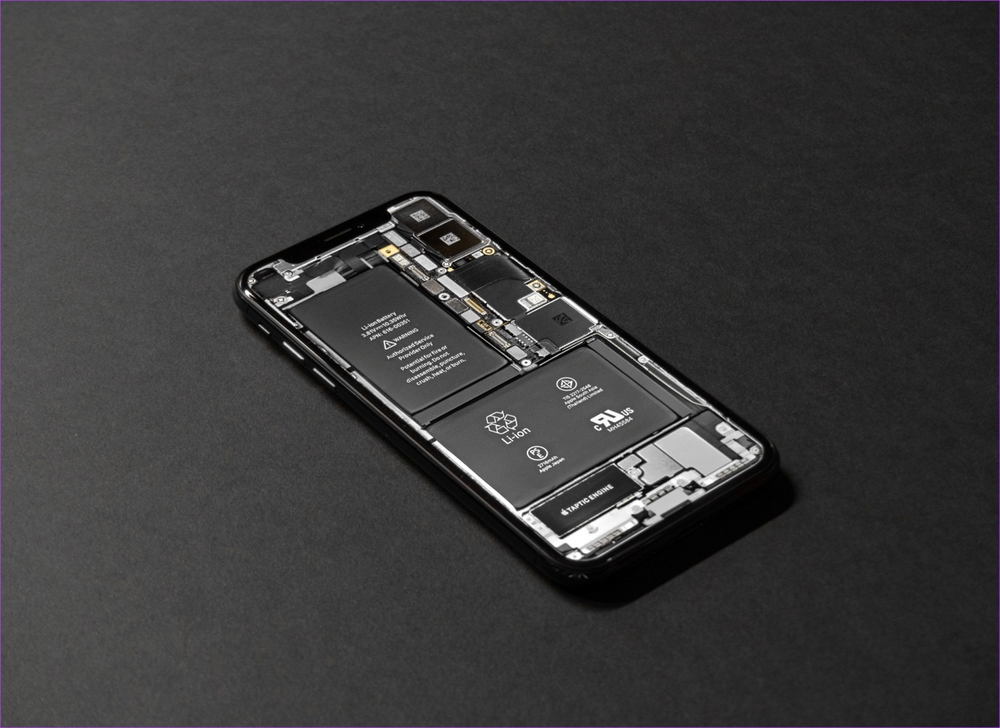 Li-ion Battery
3.81V⎓10.35Whr
APN: 616-00351
WARNING
Authorized Service
Provider Only
Potential for fire or
burning. Do not
disassemble, puncture,
crush, heat, or burn.
TIS 2217-2548
Apple South Asia
(Thailand) Limited
Li-ion
c RU US
MH45584
PS
E
2716mAh
Apple Japan
TAPTIC ENGINE